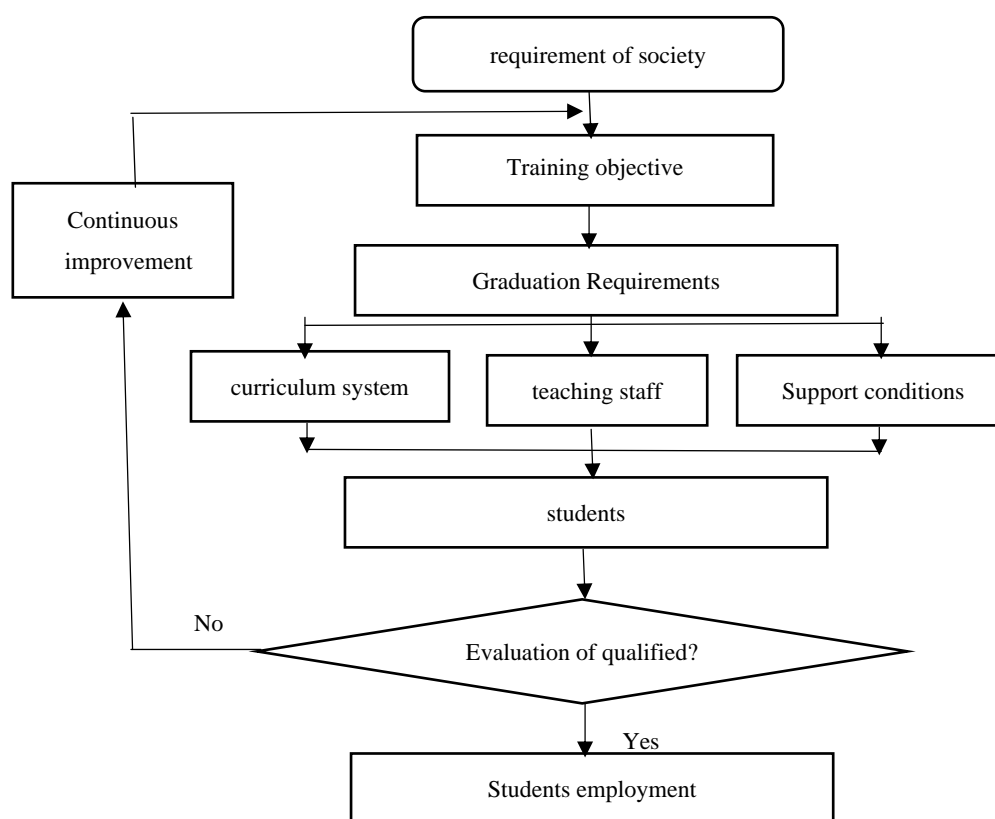 requirement of society
Training objective
Continuous
improvement
Graduation Requirements
curriculum system
teaching staff
Support conditions
students
No
Evaluation of qualified?
Yes
Students employment